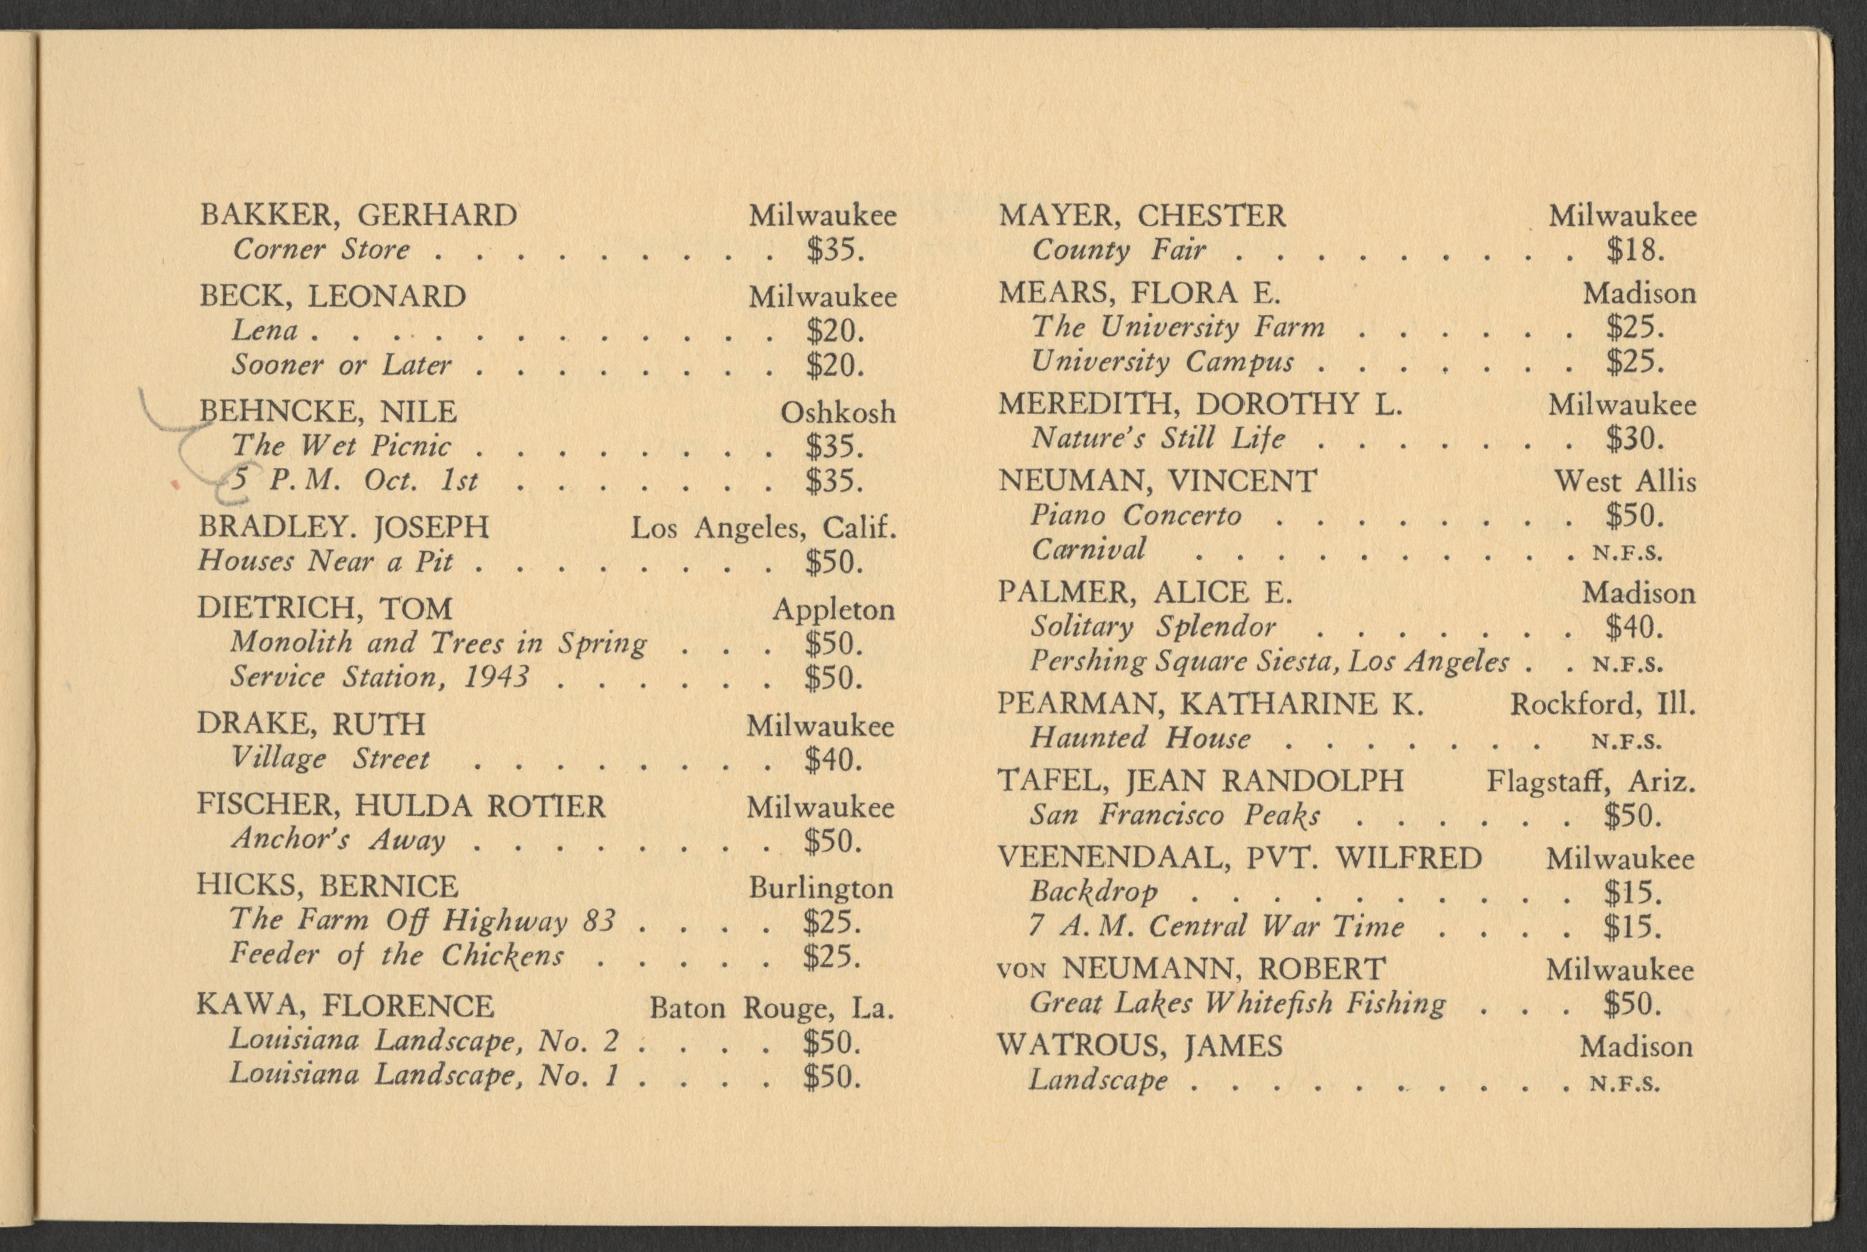 BAKKER, GERHARD Milwaukee
Corner Store . . . . . . . . . $35.
BECK, LEONARD Milwaukee
Lena . . . . . . . . . . . . $20.
Sooner or Later . . . . . . . . $20.
BEHNCKE, NILE Oshkosh
The Wet Picnic . . . . . . . . $35.
5 P. M. Oct. 1st . . . . . . . $35.
BRADLEY. JOSEPH Los Angeles, Calif.
Houses Near a Pit . . . . . . . . $50.
DIETRICH, TOM Appleton
Monolith and Trees in Spring . . . $50.
Service Station, 1943 . . . . . . $50.
DRAKE, RUTH Milwaukee
Village Street . . . . . . . . $40.
FISCHER, HULDA ROTIER Milwaukee
Anchor's Away . . . . . . . . $50.
HICKS, BERNICE Burlington
The Farm Off Highway 83 . . . . $25.
Feeder of the Chickens . . . . . $25.
KAWA, FLORENCE Baton Rouge, La.
Louisiana Landscape, No. 2 . . . . $50.
Louisiana Landscape, No. 1 . . . . $50.
MAYER, CHESTER Milwaukee
County Fair . . . . . . . . . $18.
MEARS, FLORA E. Madison
The University Farm . . . . . . $25.
University Campus . . . . . . . $25.
MEREDITH, DOROTHY L. Milwaukee
Nature's Still Life . . . . . . . $30.
NEUMAN, VINCENT West Allis
Piano Concerto . . . . . . . . $50.
Carnival . . . . . . . . . . N.F.S.
PALMER, ALICE E. Madison
Solitary Splendor . . . . . . . $40.
Pershing Square Siesta, Los Angeles . . N.F.S.
PEARMAN, KATHARINE K. Rockford, Ill.
Haunted House . . . . . . . N.F.S.
TAFEL, JEAN RANDOLPH Flagstaff, Ariz.
San Francisco Peaks . . . . . . $50.
VEENENDAAL, PVT. WILFRED Milwaukee
Backdrop . . . . . . . . . . $15.
7 A. M. Central War Time . . . . $15.
VON NEUMANN, ROBERT Milwaukee
Great Lakes Whitefish Fishing . . . $50.
WATROUS, JAMES Madison
Landscape . . . . . . . . . . N.F.S.